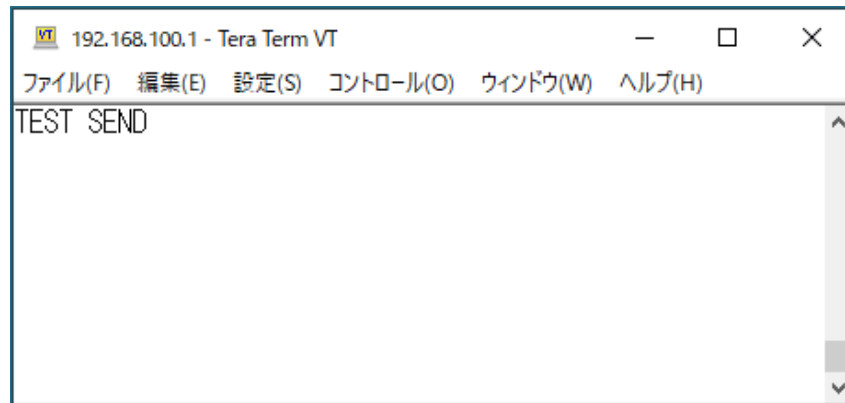 192.168.100.1 - Tera Term VT
ファイル(F) 編集(E) 設定(S) コントロール(O) ウィンドウ(W) ヘルプ(H)
TEST SEND